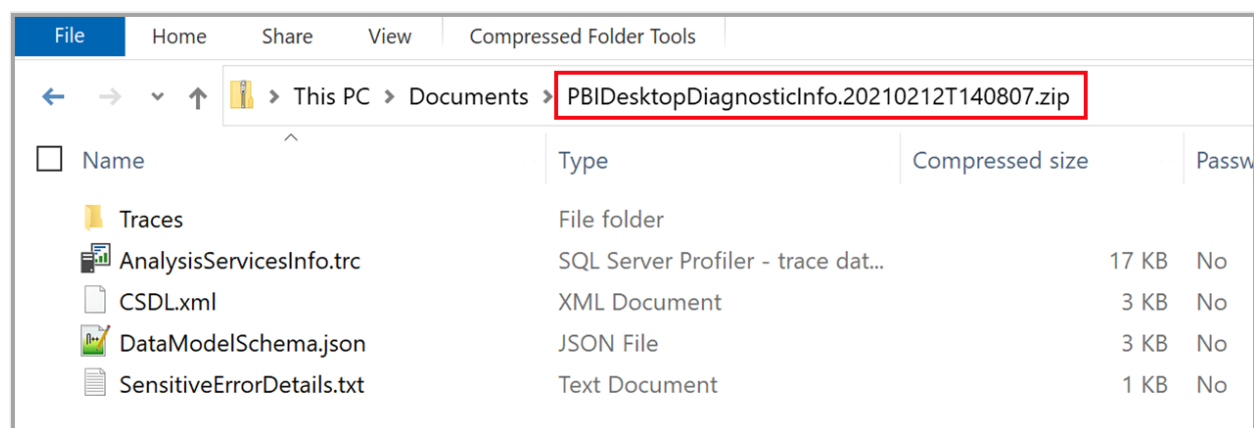 File Home Share View Compressed Folder Tools
This PC Documents PBIDesktopDiagnosticInfo.20210212T140807.zip
Name Type Compressed size Passw
Traces File folder
AnalysisServicesInfo.trc SQL Server Profiler - trace dat... 17 KB No
CSDL.xml XML Document 3 KB No
DataModelSchema.json JSON File 3 KB No
SensitiveErrorDetails.txt Text Document 1 KB No